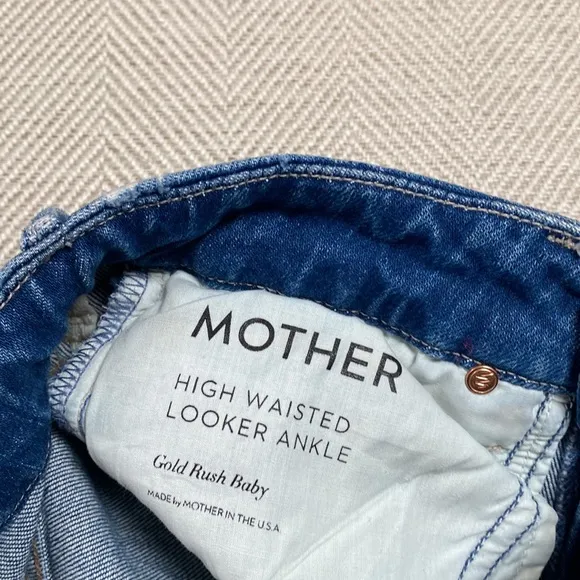 MOTHER
HIGH WAISTED
LOOKER ANKLE
Gold Rush Baby
MADE by MOTHER IN THE U.S.A